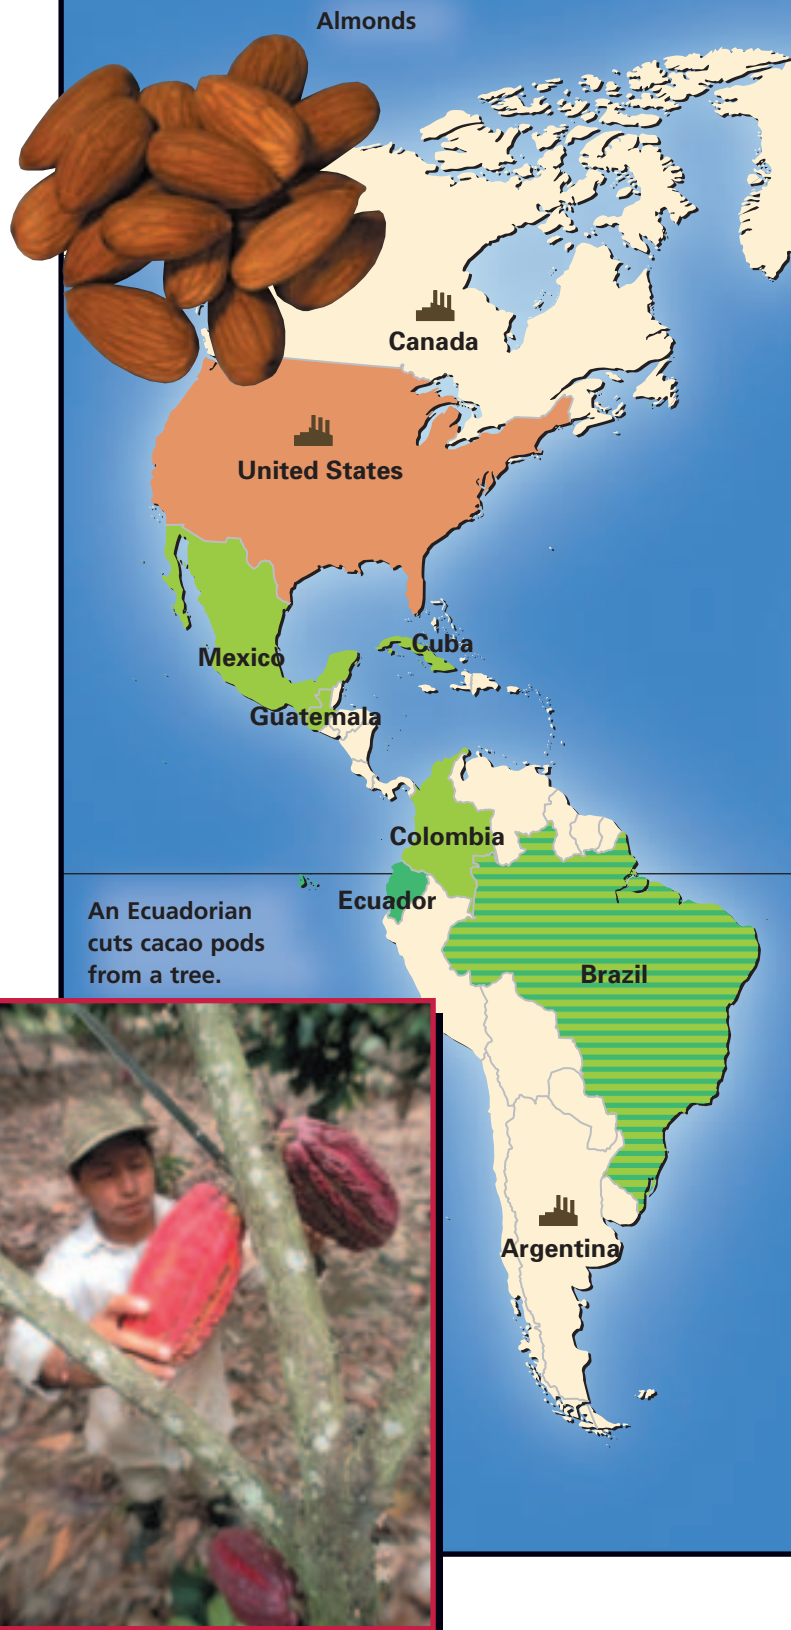 Almonds
Canada
United States
Mexico
Cuba
Guatemala
Colombia
Ecuador
An Ecuadorian
cuts cacao pods
from a tree.
Brazil
Argentina